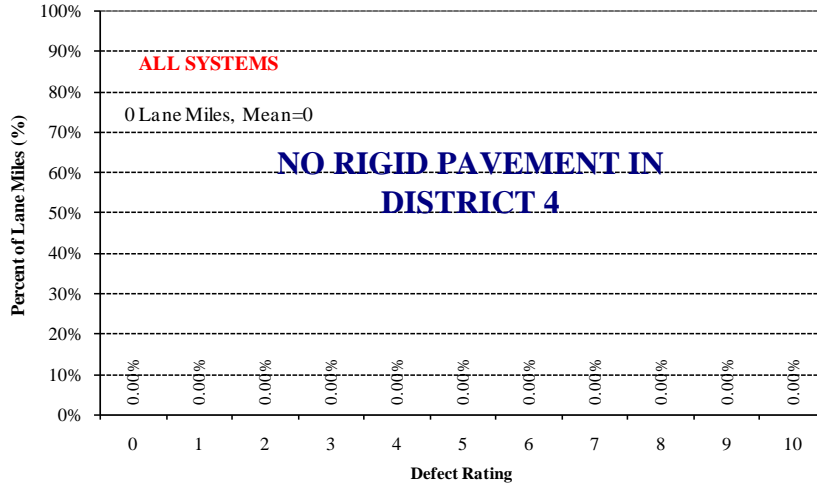 100%
90%
80%
70%
60%
50%
40%
30%
20%
10%
0%
Percent of Lane Miles (%)
ALL SYSTEMS
0 Lane Miles, Mean=0
NO RIGID PAVEMENT IN
DISTRICT 4
0.00% 0.00% 0.00% 0.00% 0.00% 0.00% 0.00% 0.00% 0.00% 0.00% 0.00%
0 1 2 3 4 5 6 7 8 9 10
Defect Rating